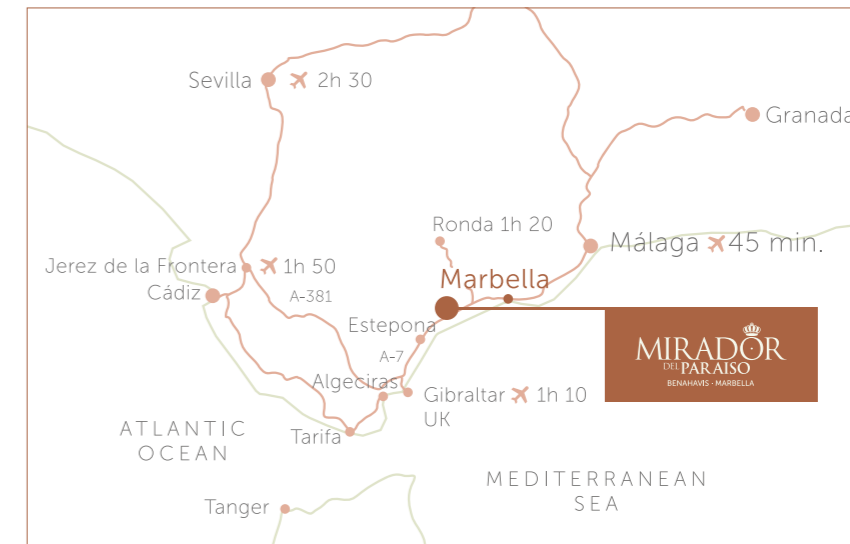 Sevilla 2h 30
Granada
Ronda 1h 20
Málaga 45 min.
Jerez de la Frontera 1h 50
Marbella
Cádiz
A-381
Estepona
MIRADOR
DEL PARAISO
BENAHAVIS · MARBELLA
A-7
Algeciras
Gibraltar 1h 10
UK
ATLANTIC
OCEAN
Tarifa
MEDITERRANEAN
SEA
Tanger